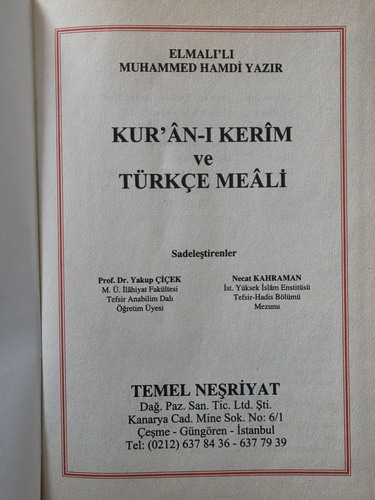 ELMALI'LI
MUHAMMED HAMDİ YAZIR
KUR'ÂN-I KERÎM
ve
TÜRKÇE MEÂLİ
Sadeleştirenler
Prof. Dr. Yakup ÇİÇEK
M. Ü. İlâhiyat Fakültesi
Tefsir Anabilim Dalı
Öğretim Üyesi
Necat KAHRAMAN
İst. Yüksek İslâm Enstitüsü
Tefsir-Hadis Bölümü
Mezunu
TEMEL NEŞRİYAT
Dağ. Paz. San. Tic. Ltd. Şti.
Kanarya Cad. Mine Sok. No: 6/1
Çeşme - Güngören - İstanbul
Tel: (0212) 637 84 36 - 637 79 39